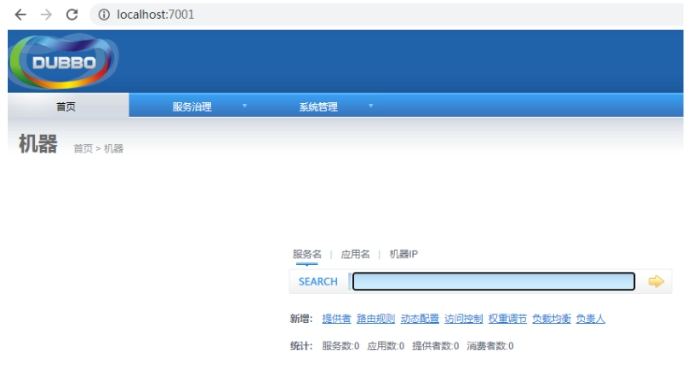 localhost:7001
DUBBO
首页 服务治理 系统管理
机器 首页 > 机器
服务名 | 应用名 | 机器IP
SEARCH
新增: 提供者 路由规则 动态配置 访问控制 权重调节 负载均衡 负责人
统计: 服务数:0 应用数:0 提供者数:0 消费者数:0